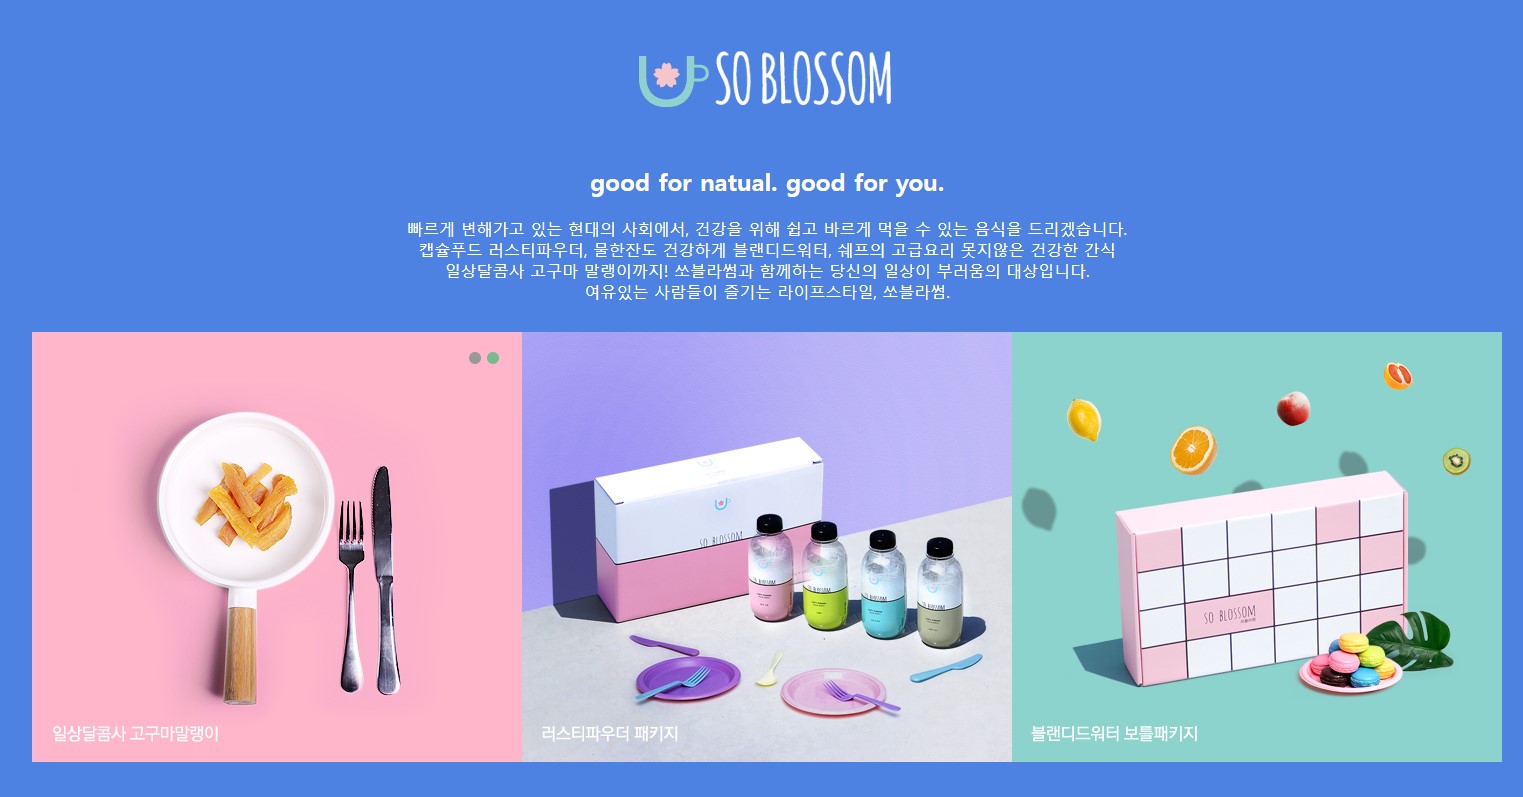 SO BLOSSOM
good for natual. good for you.
빠르게 변해가고 있는 현대의 사회에서, 건강을 위해 쉽고 바르게 먹을 수 있는 음식을 드리겠습니다.
캡슐푸드 러스티파우더, 물한잔도 건강하게 블랜디드워터, 쉐프의 고급요리 못지않은 건강한 간식
일상달콤사 고구마 말랭이까지! 쏘블라썸과 함께하는 당신의 일상이 부러움의 대상입니다.
여유있는 사람들이 즐기는 라이프스타일, 쏘블라썸.
SO BLOSSOM
SO BLOSSOM
SO BLOSSOM
SO BLOSSOM
SO BLOSSOM
SO BLOSSOM
일상달콤사 고구마말랭이
러스티파우더 패키지
블랜디드워터 보틀패키지